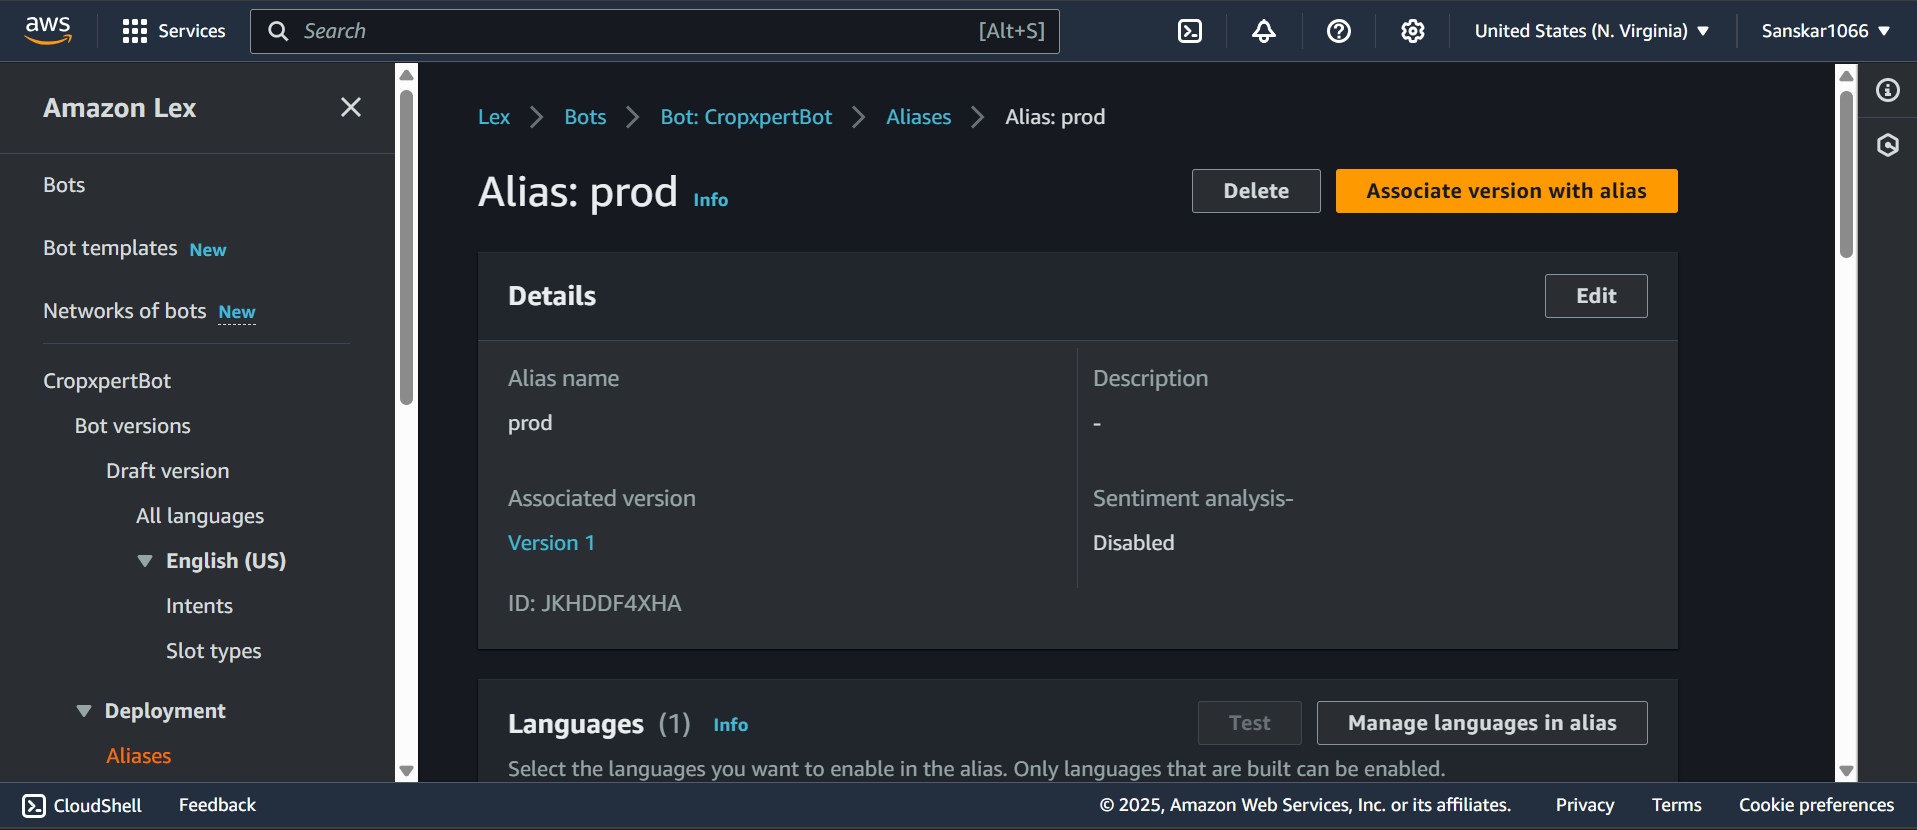 aws
Services
Search [Alt+S]
United States (N. Virginia)
Sanskar1066
Amazon Lex
Bots
Bot templates New
Networks of bots New
CropxpertBot
Bot versions
Draft version
All languages
English (US)
Intents
Slot types
Deployment
Aliases
Lex
Bots
Bot: CropxpertBot
Aliases
Alias: prod
Alias: prod Info
Delete
Associate version with alias
Details
Edit
Alias name
prod
Description
-
Associated version
Version 1
ID: JKHDDF4XHA
Sentiment analysis-
Disabled
Languages (1) Info
Test
Manage languages in alias
Select the languages you want to enable in the alias. Only languages that are built can be enabled.
CloudShell
Feedback
© 2025, Amazon Web Services, Inc. or its affiliates.
Privacy
Terms
Cookie preferences